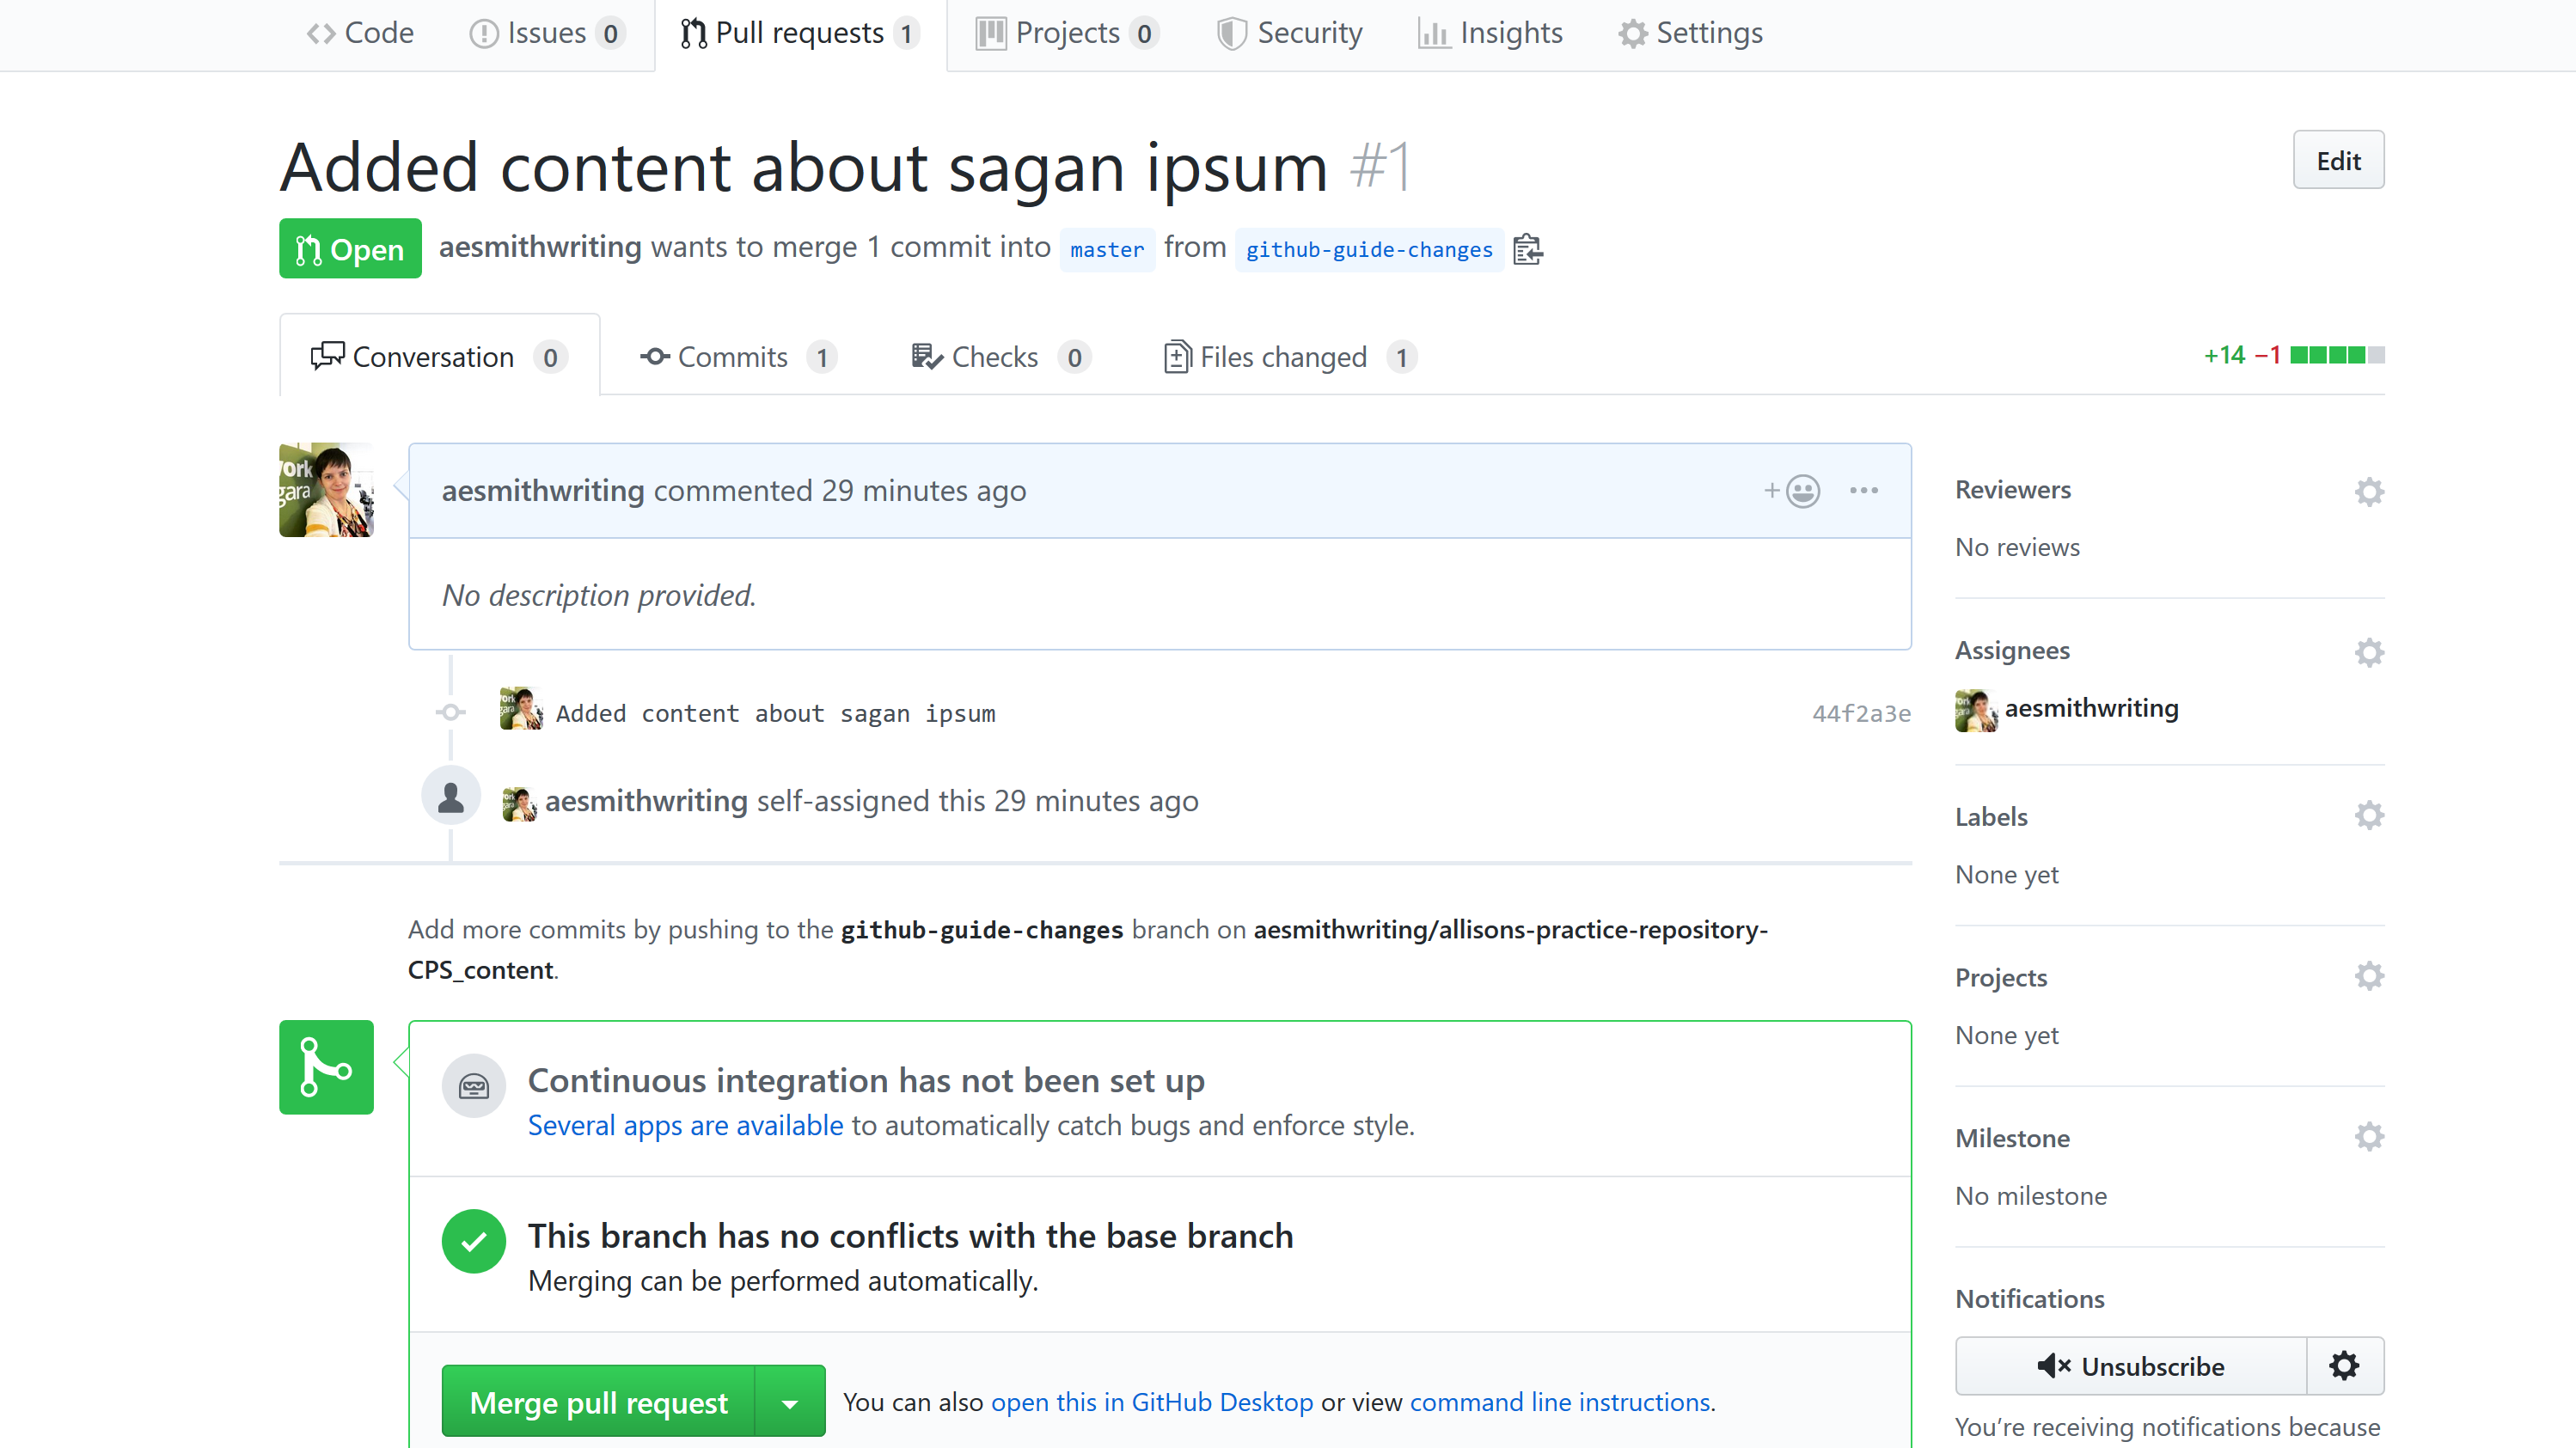 Code Issues 0 Pull requests 1 Projects 0 Security Insights Settings
Added content about sagan ipsum #1
Edit
Open aesmithwriting wants to merge 1 commit into master from github-guide-changes
Conversation 0 Commits 1 Checks 0 Files changed 1
+14 −1
aesmithwriting commented 29 minutes ago
No description provided.
Added content about sagan ipsum 44f2a3e
aesmithwriting self-assigned this 29 minutes ago
Add more commits by pushing to the github-guide-changes branch on aesmithwriting/allisons-practice-repository-
CPS_content.
Continuous integration has not been set up
Several apps are available to automatically catch bugs and enforce style.
This branch has no conflicts with the base branch
Merging can be performed automatically.
Merge pull request You can also open this in GitHub Desktop or view command line instructions.
Reviewers
No reviews
Assignees
aesmithwriting
Labels
None yet
Projects
None yet
Milestone
No milestone
Notifications
Unsubscribe
You’re receiving notifications because